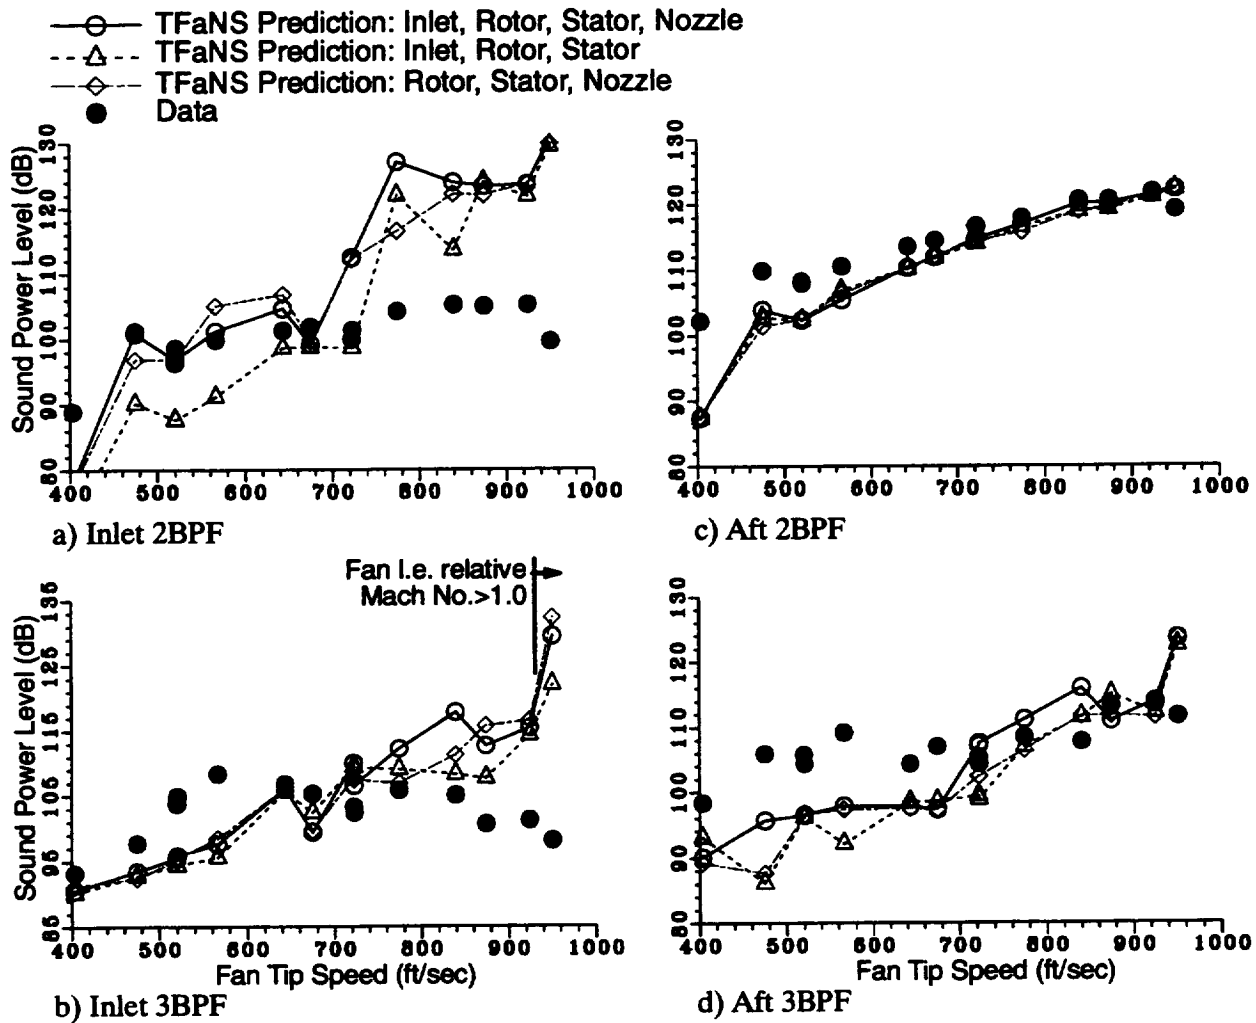 TFaNS Prediction: Inlet, Rotor, Stator, Nozzle
TFaNS Prediction: Inlet, Rotor, Stator
TFaNS Prediction: Rotor, Stator, Nozzle
Data
Sound Power Level (dB)
130
120
110
100
90
80
400 500 600 700 800 900 1000
a) Inlet 2BPF
130
120
110
100
90
80
400 500 600 700 800 900 1000
c) Aft 2BPF
Fan l.e. relative
Mach No.>1.0
Sound Power Level (dB)
135
125
115
105
95
85
400 500 600 700 800 900 1000
Fan Tip Speed (ft/sec)
b) Inlet 3BPF
130
120
110
100
90
80
400 500 600 700 800 900 1000
Fan Tip Speed (ft/sec)
d) Aft 3BPF